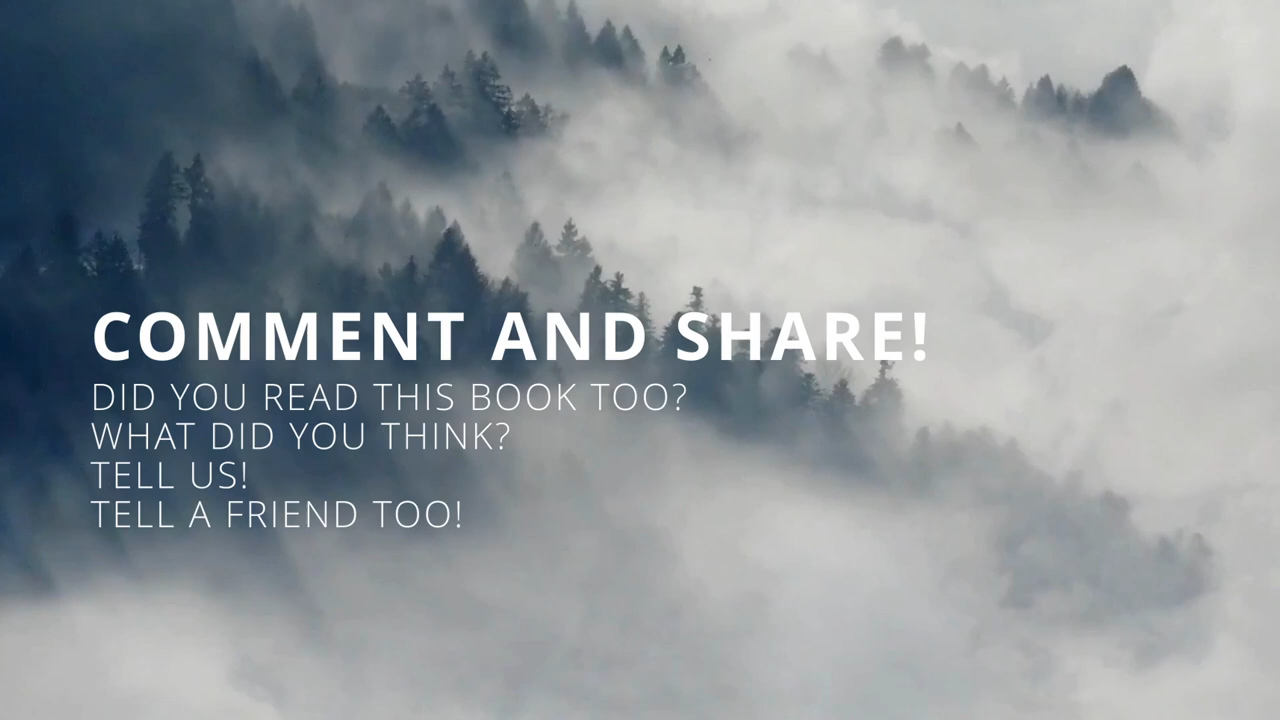 COMMENT AND SHARE!
DID YOU READ THIS BOOK TOO?
WHAT DID YOU THINK?
TELL US!
TELL A FRIEND TOO!